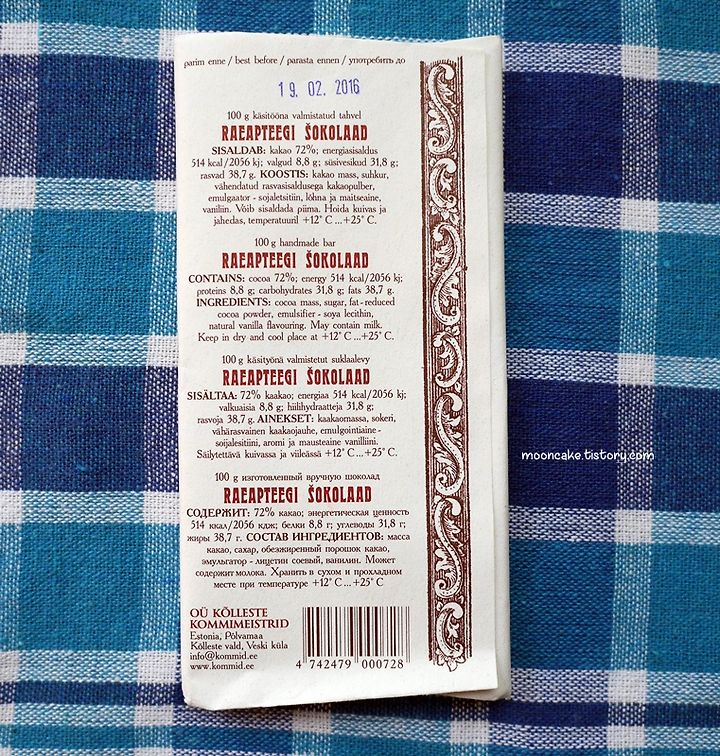 parim enne / best before / parasta ennen / употребить до
19. 02. 2016
100 g käsitööna valmistatud tahvel
RAEAPTEEGI ŠOKOLAAD
SISALDAB: kakao 72%; energiasisaldus
514 kcal/2056 kj; valgud 8,8 g; süsivesikud 31,8 g;
rasvad 38,7 g. KOOSTIS: kakao mass, suhkur,
vähendatud rasvasisaldusega kakaopulber,
emulgaator - sojaletsitiin, lõhna ja maitseaine,
vaniliin. Võib sisaldada piima. Hoida kuivas ja
jahedas, temperatuuril +12° C ...+25° C.
100 g handmade bar
RAEAPTEEGI ŠOKOLAAD
CONTAINS: cocoa 72%; energy 514 kcal/2056 kj;
proteins 8,8 g; carbohydrates 31,8 g; fats 38,7 g.
INGREDIENTS: cocoa mass, sugar, fat-reduced
cocoa powder, emulsifier - soya lecithin,
natural vanilla flavouring. May contain milk.
Keep in dry and cool place at +12° C ...+25° C.
100 g käsityönä valmistetut suklaalevy
RAEAPTEEGI ŠOKOLAAD
SISÄLTAA: 72% kaakao; energiaa 514 kcal/2056 kj;
valkuaisia 8,8 g; hiilihydraatteja 31,8 g;
rasvoja 38,7 g. AINEKSET: kaakaomassa, sokeri,
vähärasvainen kaakaojauhe, emulgointiaine -
soijalesitiini, aromi ja mausteaine vanilliini.
Säilytettävä kuivassa ja viileässä +12° C ...+25° C.
100 g изготовленный вручную шоколад
RAEAPTEEGI ŠOKOLAAD
СОДЕРЖИТ: 72% какао; энергетическая ценность
514 ккал/2056 кдж; белки 8,8 г; углеводы 31,8 г;
жиры 38,7 г. СОСТАВ ИНГРЕДИЕНТОВ: масса
какао, сахар, обезжиренный порошок какао,
эмульгатор - лицетин соевый, ванилин. Может
содержит молока. Хранить в сухом и прохладном
месте при температуре +12° C ...+25° C
OÜ KÕLLESTE
KOMMIMEISTRID
Estonia, Põlvamaa
Kõlleste vald, Veski küla
info@kommid.ee
www.kommid.ee
4 742479 000728
mooncake.tistory.com